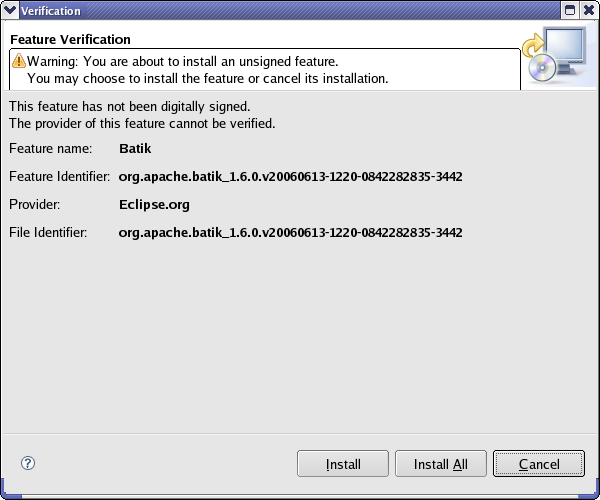 Verification
Feature Verification
Warning: You are about to install an unsigned feature.
You may choose to install the feature or cancel its installation.
This feature has not been digitally signed.
The provider of this feature cannot be verified.
Feature name: Batik
Feature Identifier: org.apache.batik_1.6.0.v20060613-1220-0842282835-3442
Provider: Eclipse.org
File Identifier: org.apache.batik_1.6.0.v20060613-1220-0842282835-3442
? Install Install All Cancel